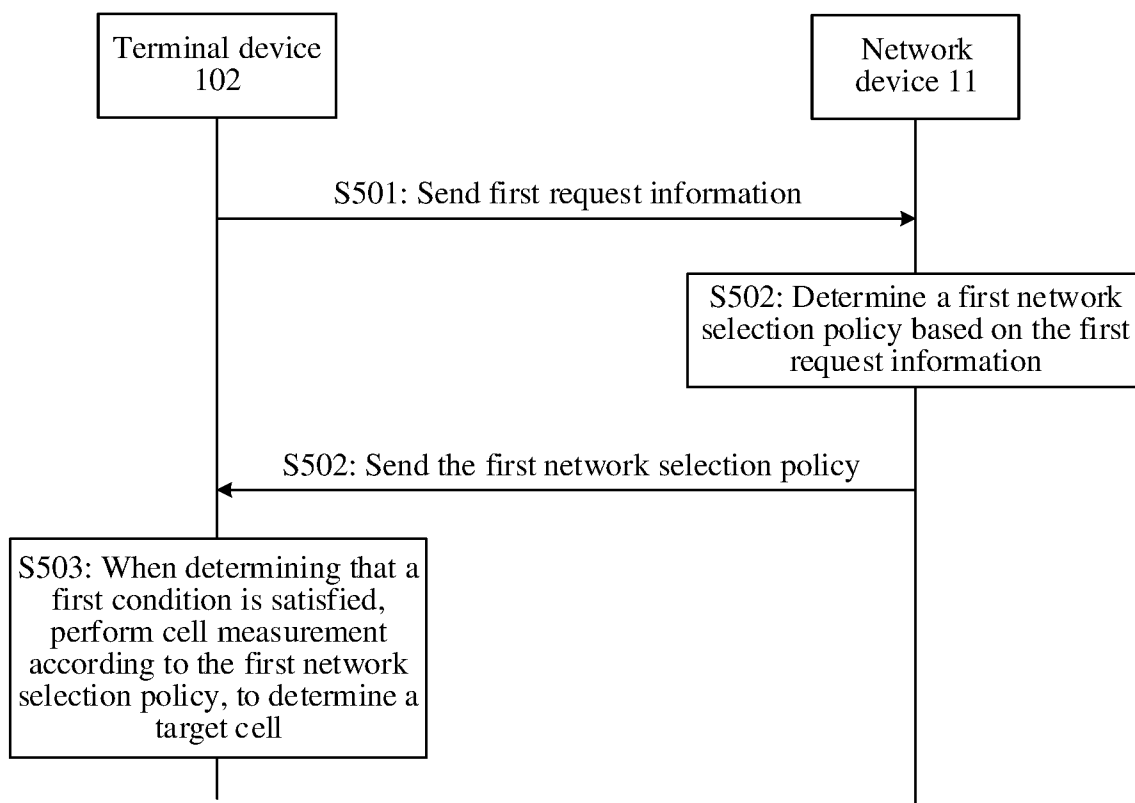 Terminal device
102
Network
device 11
S501: Send first request information
S502: Determine a first network
selection policy based on the first
request information
S502: Send the first network selection policy
S503: When determining that a
first condition is satisfied,
perform cell measurement
according to the first network
selection policy, to determine a
target cell